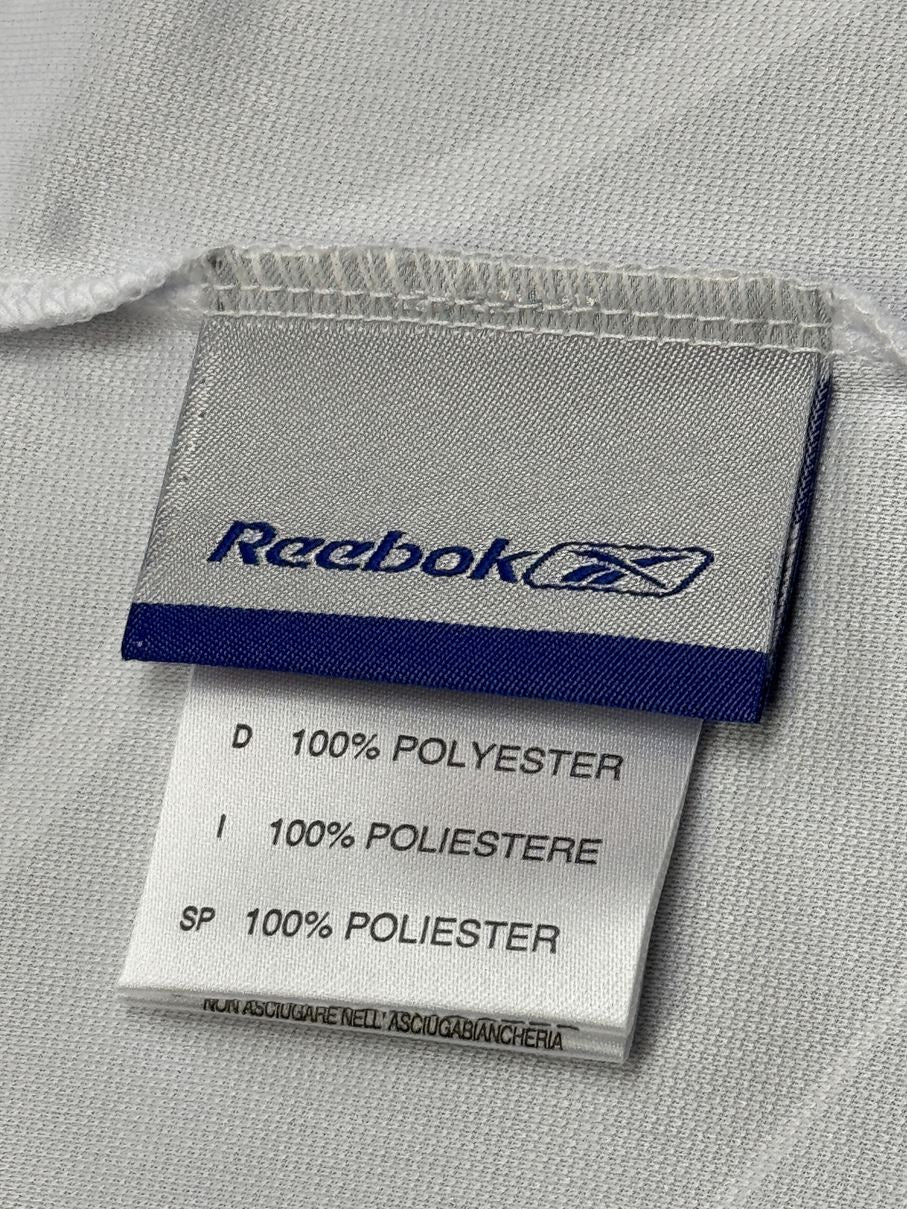 Reebok
D 100% POLYESTER
I 100% POLIESTERE
SP 100% POLIESTER
NON ASCIUGARE NELL' ASCIUGABIANCHERIA